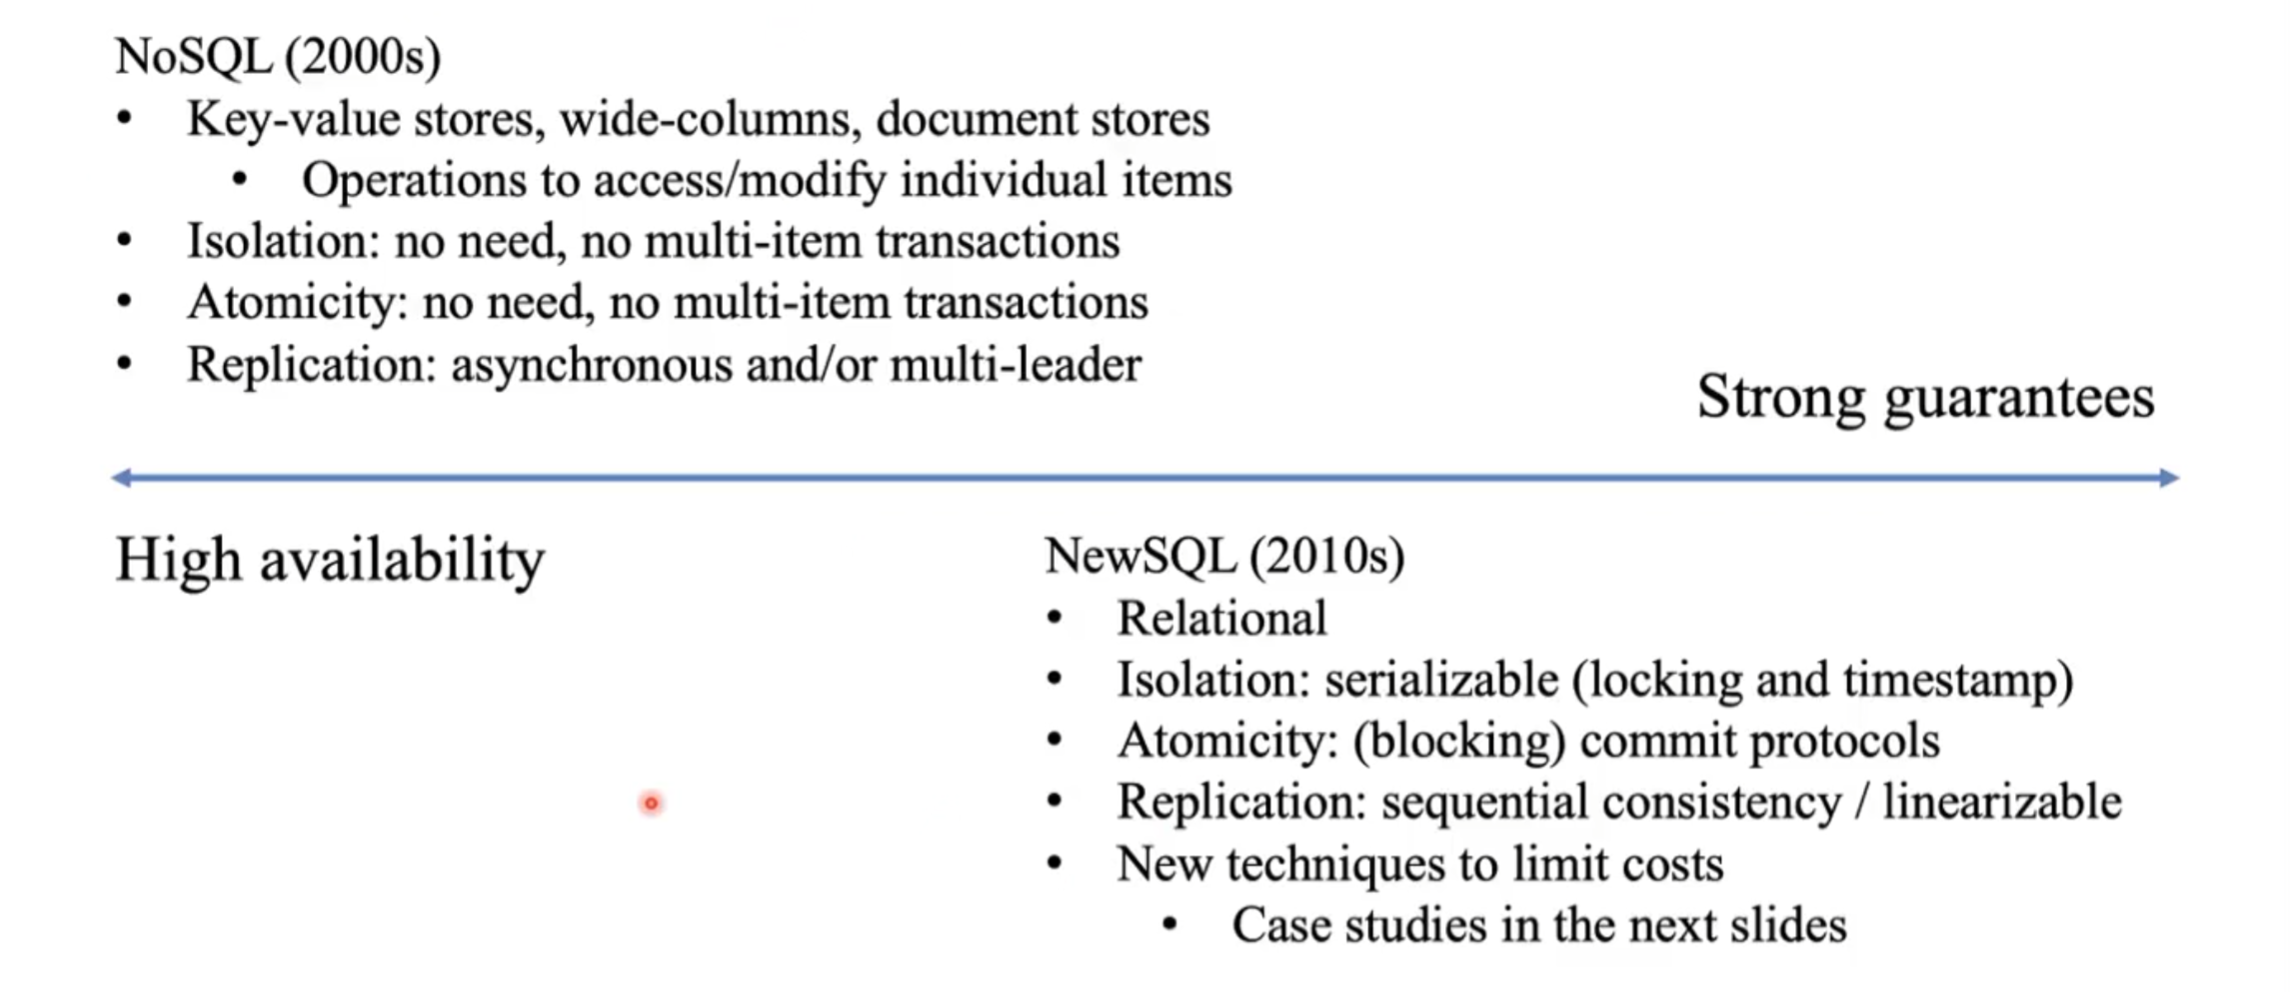 NoSQL (2000s)
• Key-value stores, wide-columns, document stores
• Operations to access/modify individual items
• Isolation: no need, no multi-item transactions
• Atomicity: no need, no multi-item transactions
• Replication: asynchronous and/or multi-leader
Strong guarantees
High availability
NewSQL (2010s)
• Relational
• Isolation: serializable (locking and timestamp)
• Atomicity: (blocking) commit protocols
• Replication: sequential consistency / linearizable
• New techniques to limit costs
• Case studies in the next slides